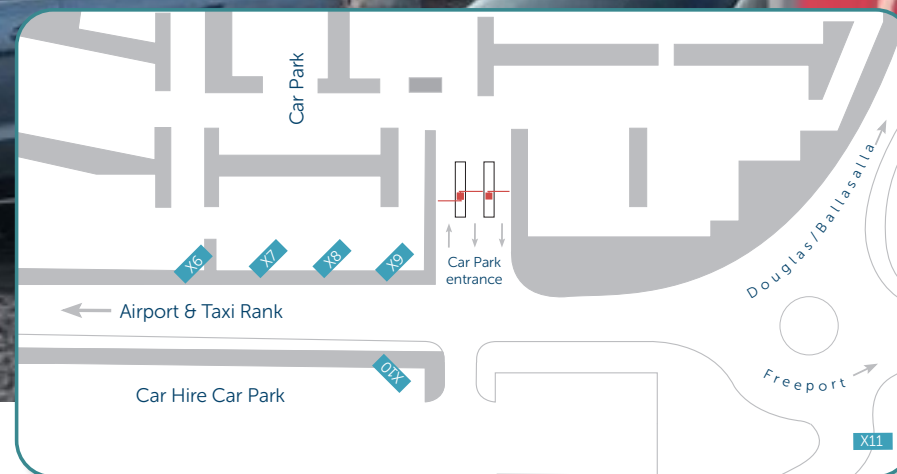 Car Park
X6
X7
X8
X9
Car Park
entrance
Douglas/Ballasalla
Airport & Taxi Rank
Freeport
X10
Car Hire Car Park
X11